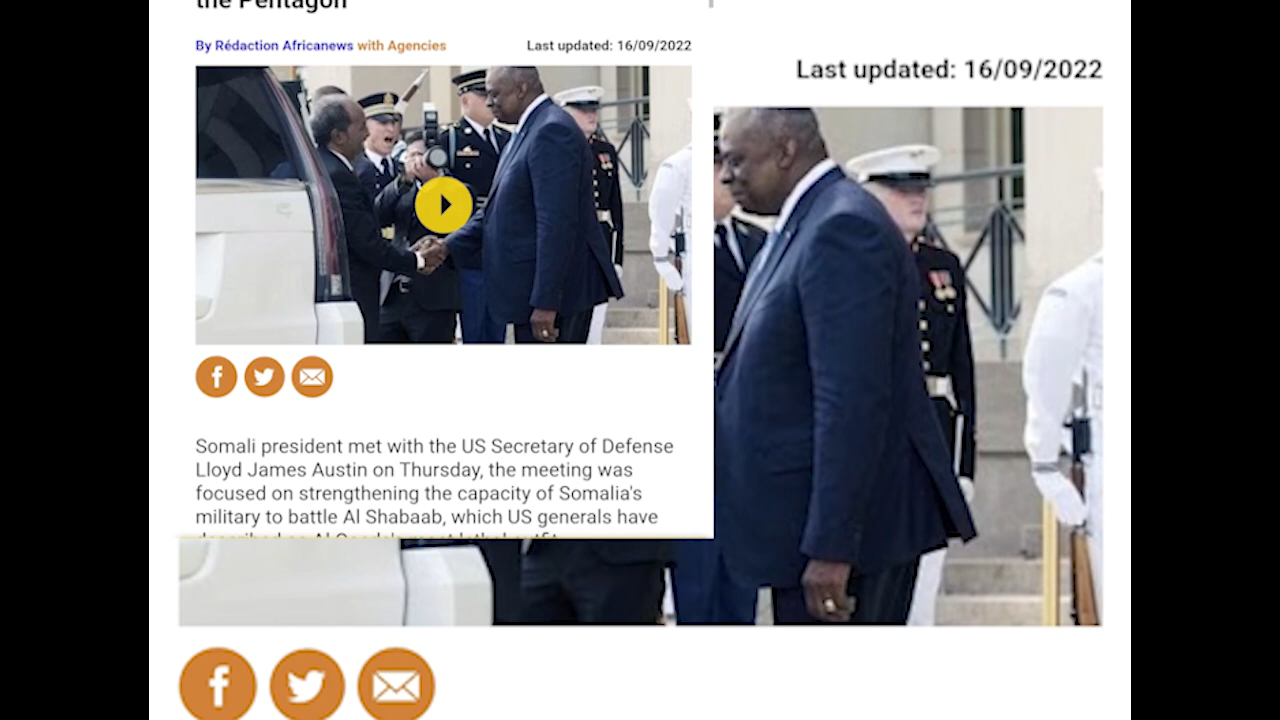 the Pentagon
By Rédaction Africanews with Agencies
Last updated: 16/09/2022
Last updated: 16/09/2022
Somali president met with the US Secretary of Defense
Lloyd James Austin on Thursday, the meeting was
focused on strengthening the capacity of Somalia's
military to battle Al Shabaab, which US generals have